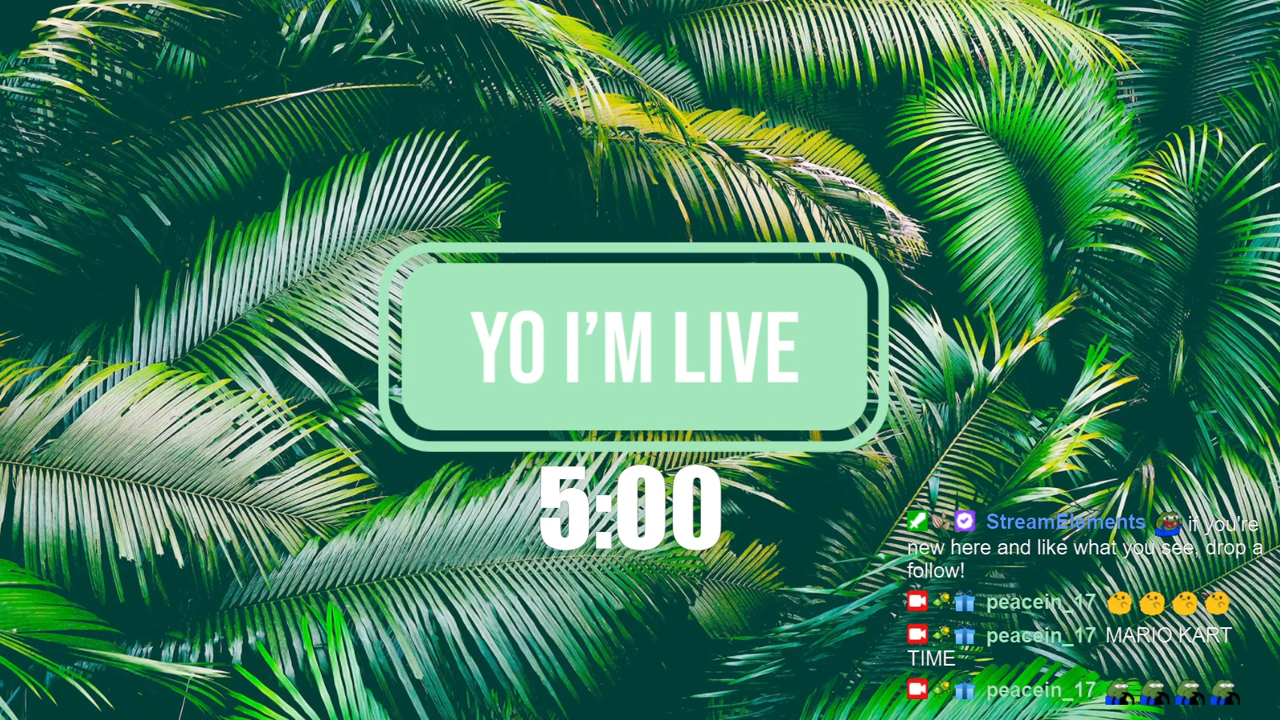 YO I’M LIVE
5:00
StreamElements if you're
new here and like what you see, drop a
follow!
peacein_17
peacein_17 MARIO KART
TIME
peacein_17